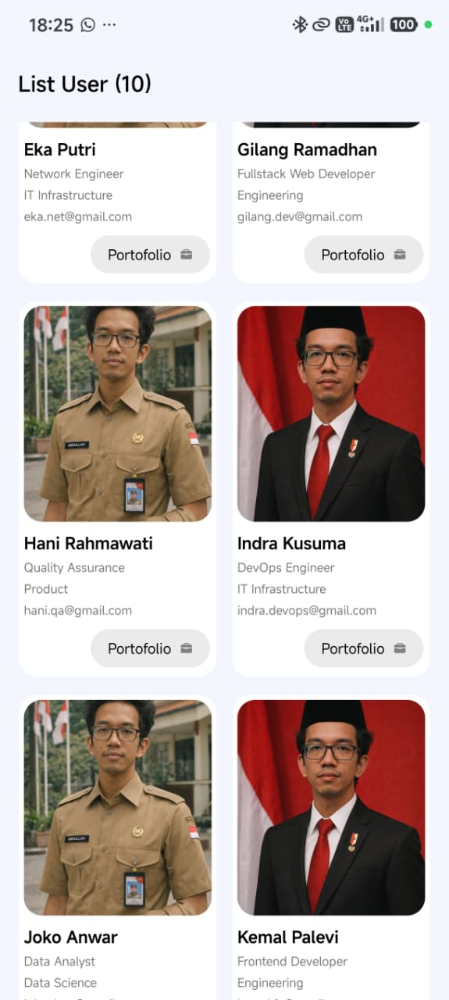 18:25
Vo LTE 4G+ 100
List User (10)
Eka Putri
Network Engineer
IT Infrastructure
eka.net@gmail.com
Portofolio
Gilang Ramadhan
Fullstack Web Developer
Engineering
gilang.dev@gmail.com
Portofolio
ABDULLAH
Hani Rahmawati
Quality Assurance
Product
hani.qa@gmail.com
Portofolio
Indra Kusuma
DevOps Engineer
IT Infrastructure
indra.devops@gmail.com
Portofolio
ABDULLAH
Joko Anwar
Data Analyst
Data Science
Kemal Palevi
Frontend Developer
Engineering